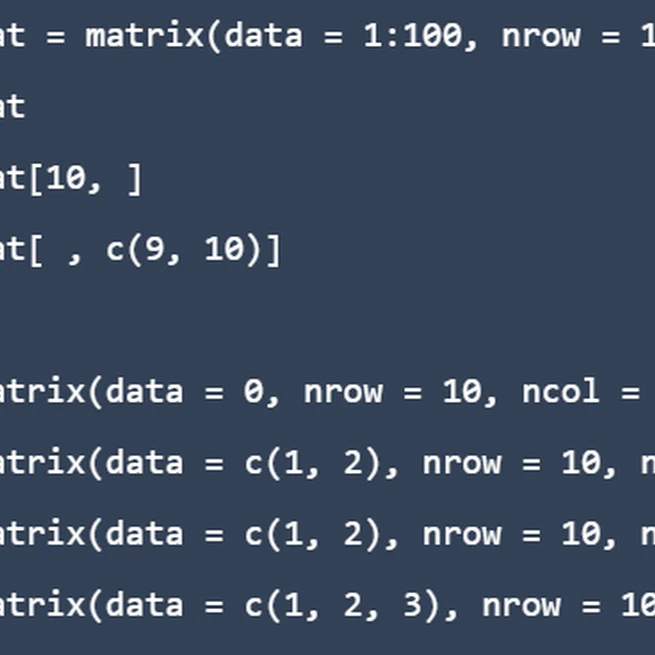 at = matrix(data = 1:100, nrow = 1
at
at[10, ]
at[ , c(9, 10)]
atrix(data = 0, nrow = 10, ncol =
atrix(data = c(1, 2), nrow = 10, n
atrix(data = c(1, 2), nrow = 10, n
atrix(data = c(1, 2, 3), nrow = 10